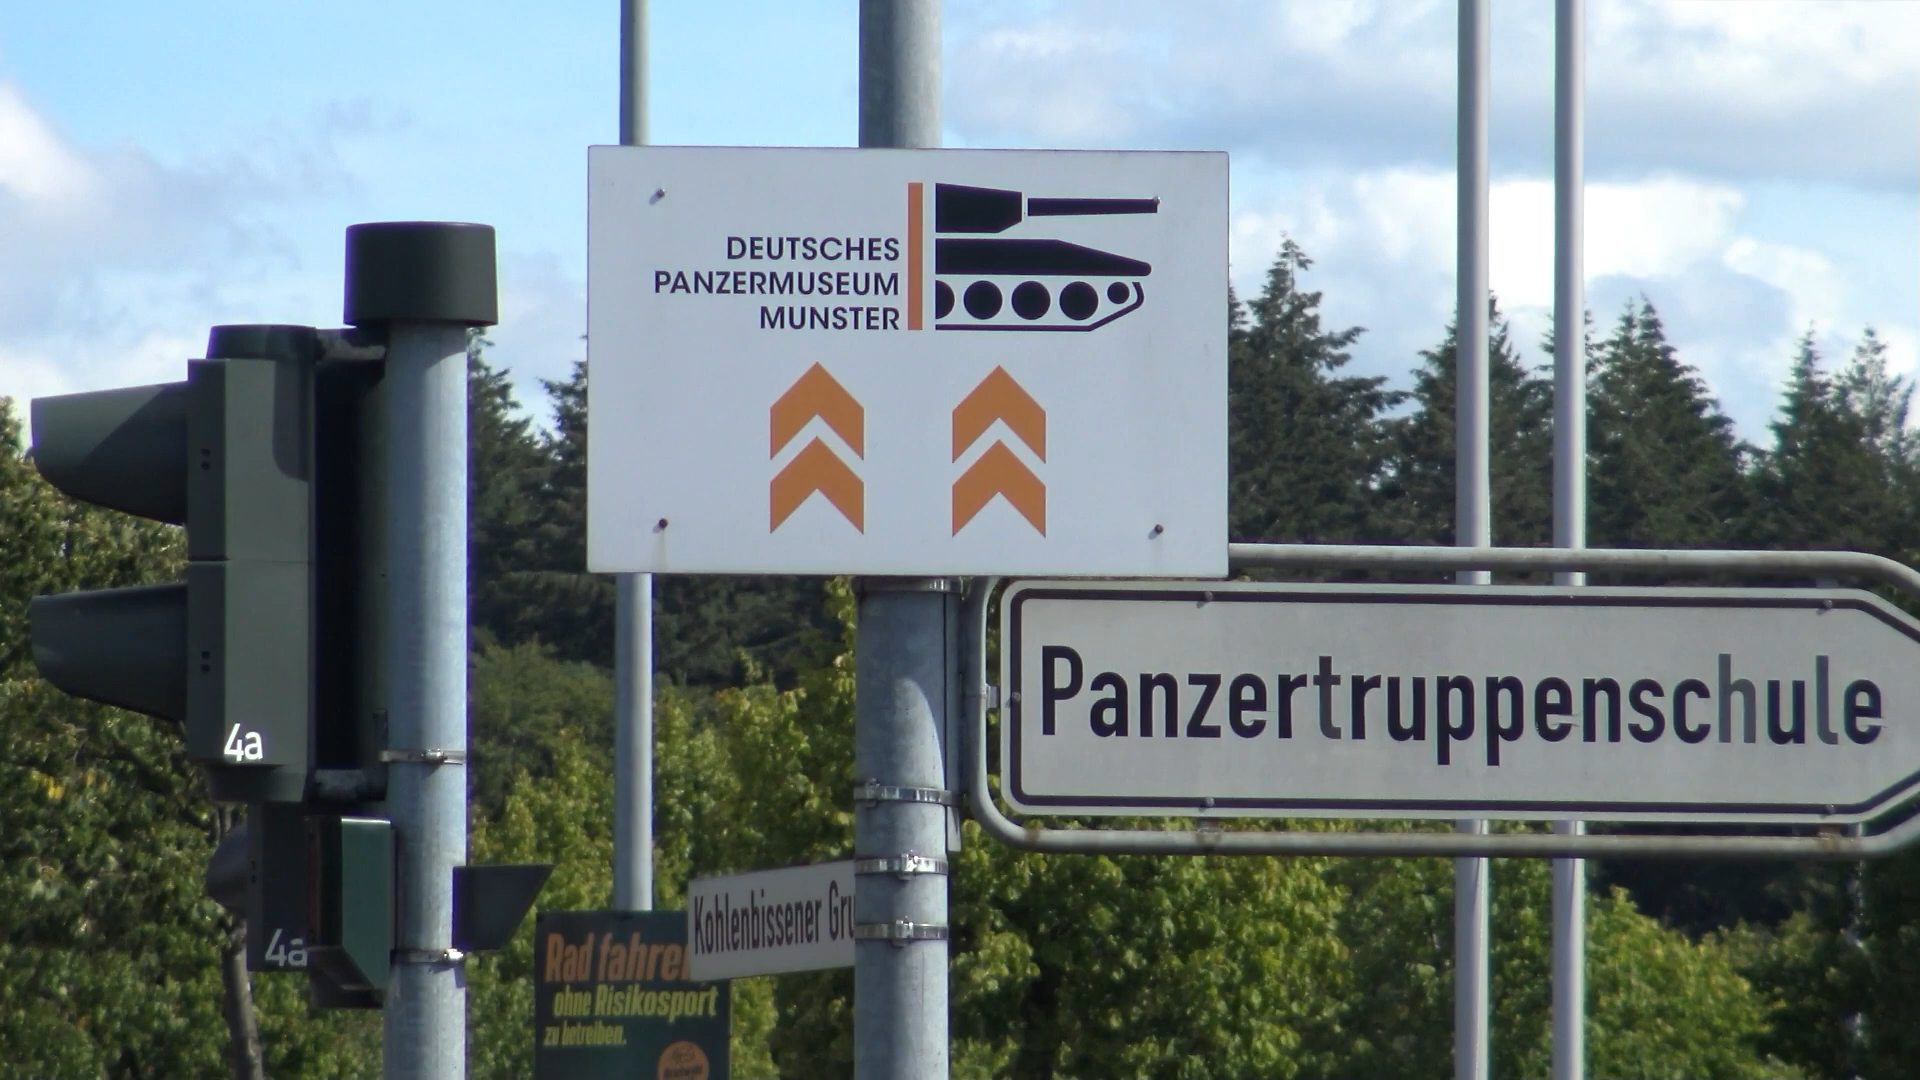 DEUTSCHES
PANZERMUSEUM
MUNSTER
Panzertruppenschule
4a
Kohlenbissener Gru
4a
Rad fahren
ohne Risikosport
zu betreiben.